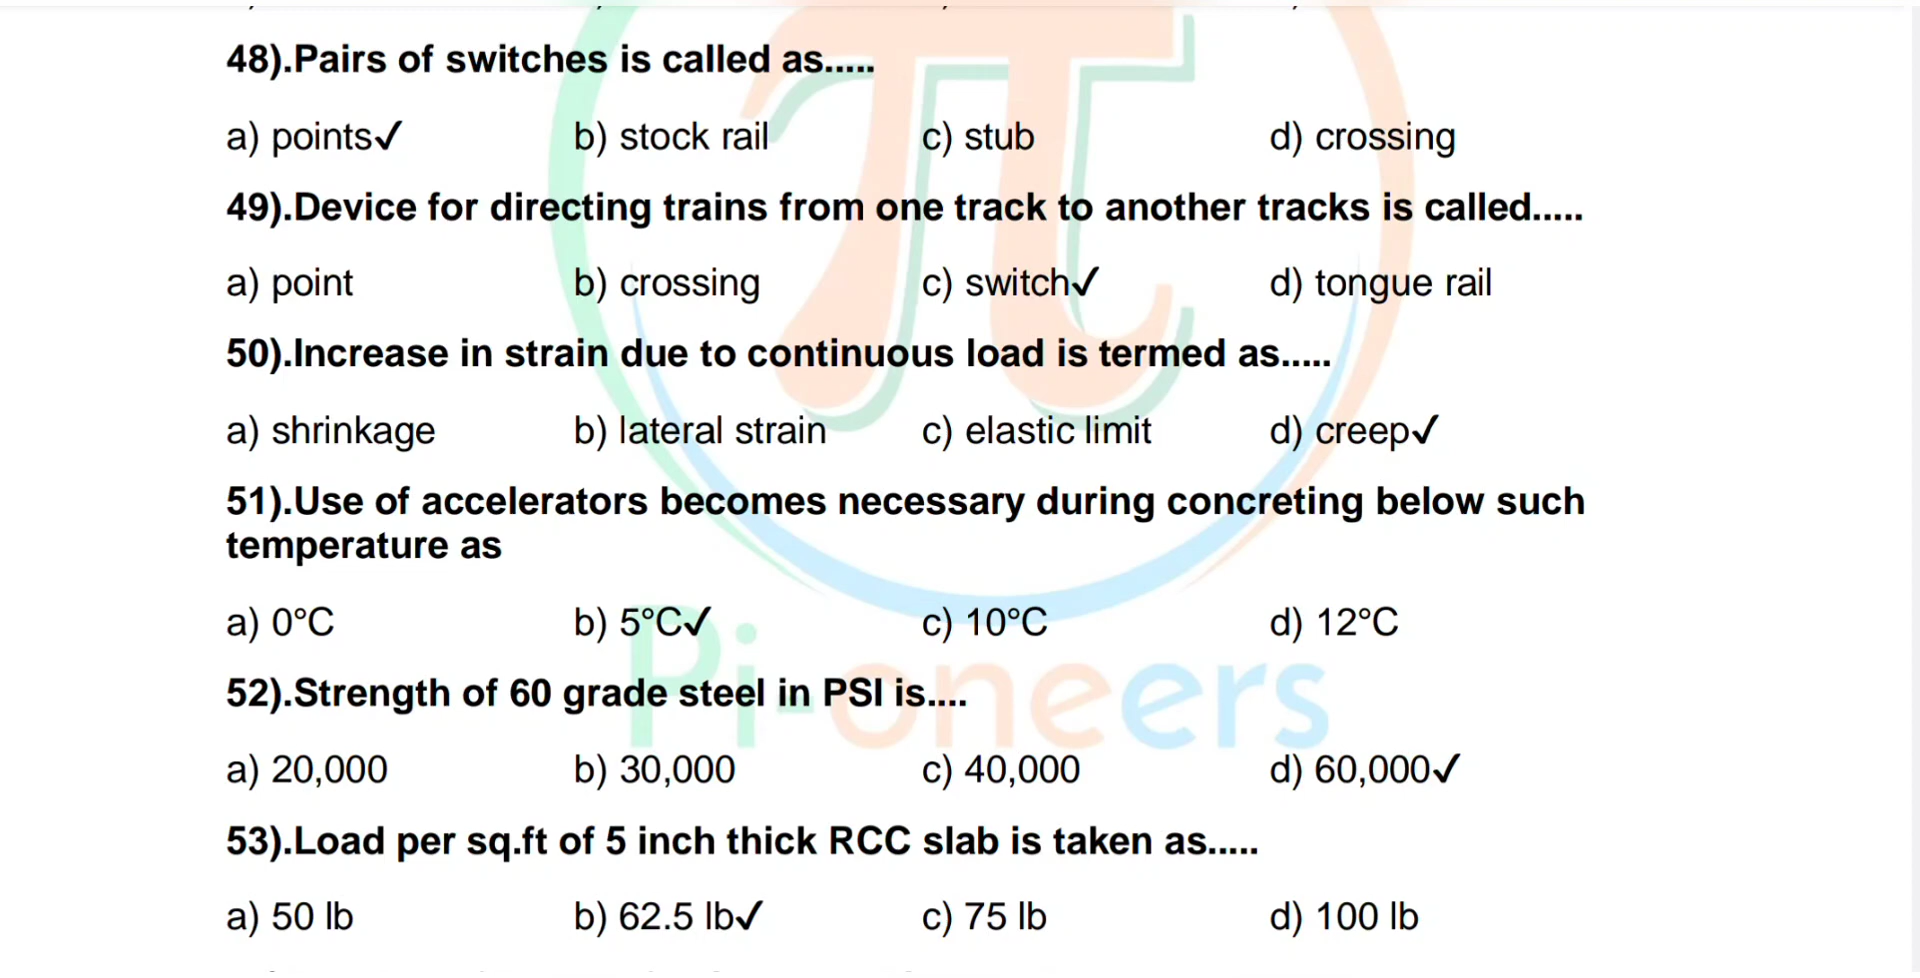 48).Pairs of switches is called as.....
a) points✓ b) stock rail c) stub d) crossing
49).Device for directing trains from one track to another tracks is called.....
a) point b) crossing c) switch✓ d) tongue rail
50).Increase in strain due to continuous load is termed as.....
a) shrinkage b) lateral strain c) elastic limit d) creep✓
51).Use of accelerators becomes necessary during concreting below such
temperature as
a) 0°C b) 5°C✓ c) 10°C d) 12°C
52).Strength of 60 grade steel in PSI is....
Pi-oneers
a) 20,000 b) 30,000 c) 40,000 d) 60,000✓
53).Load per sq.ft of 5 inch thick RCC slab is taken as.....
a) 50 lb b) 62.5 lb✓ c) 75 lb d) 100 lb